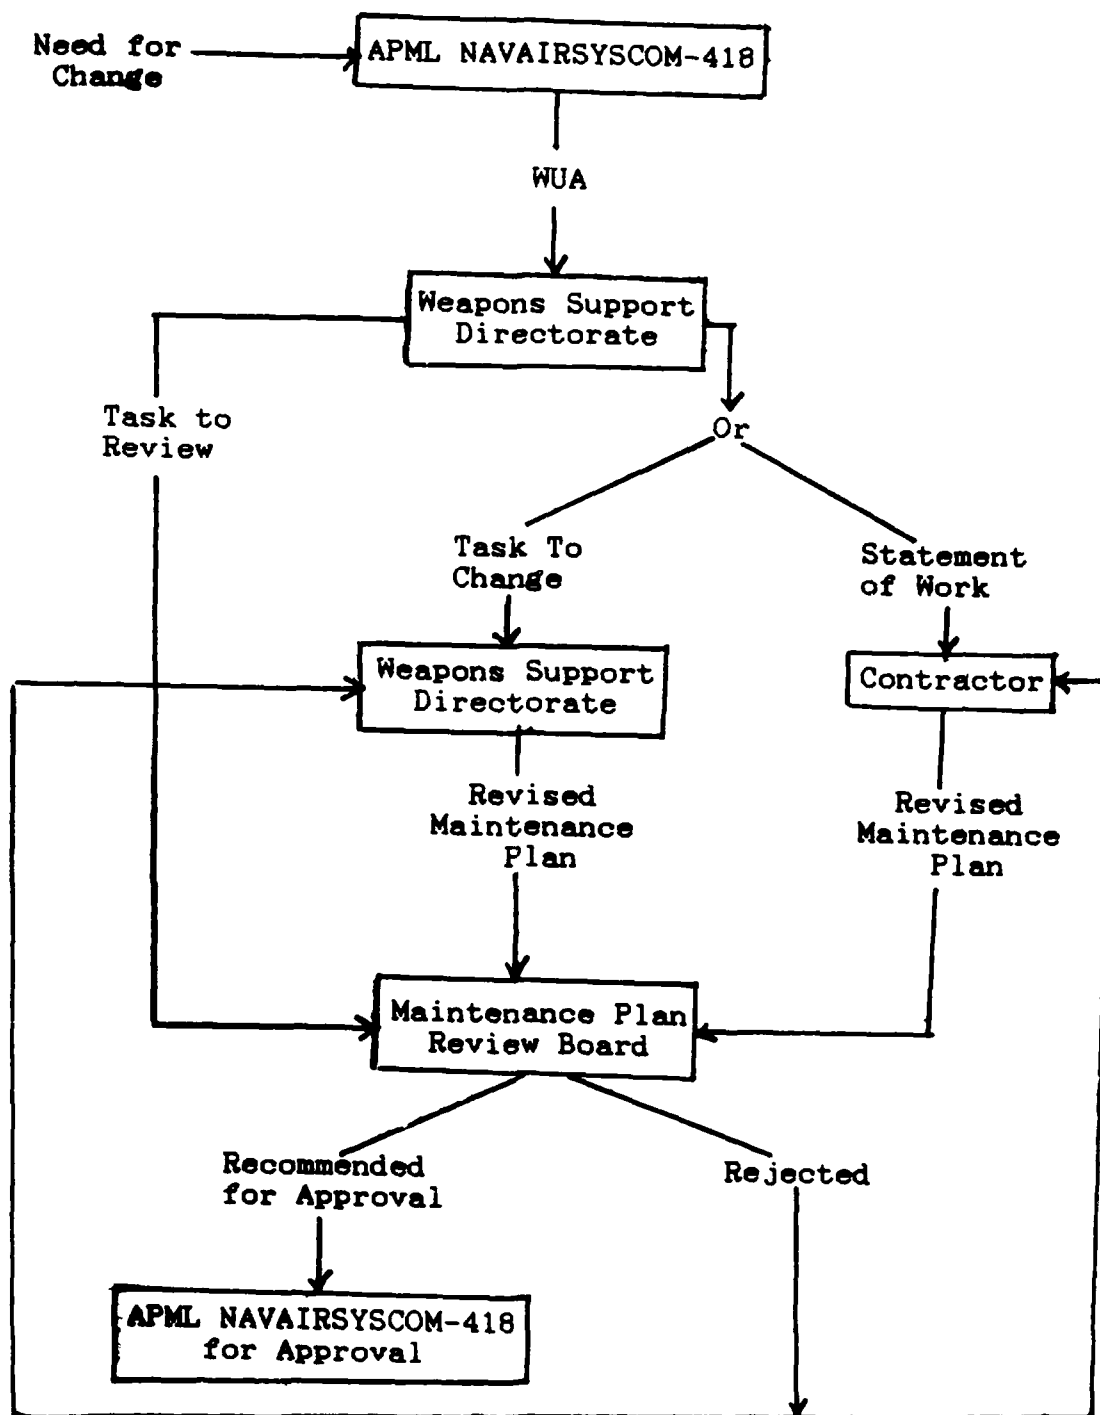 Need for
Change
APML NAVAIRSYSCOM-418
WUA
Weapons Support
Directorate
Task to
Review
Or
Task To
Change
Statement
of Work
Weapons Support
Directorate
Contractor
Revised
Maintenance
Plan
Revised
Maintenance
Plan
Maintenance Plan
Review Board
Recommended
for Approval
Rejected
APML NAVAIRSYSCOM-418
for Approval